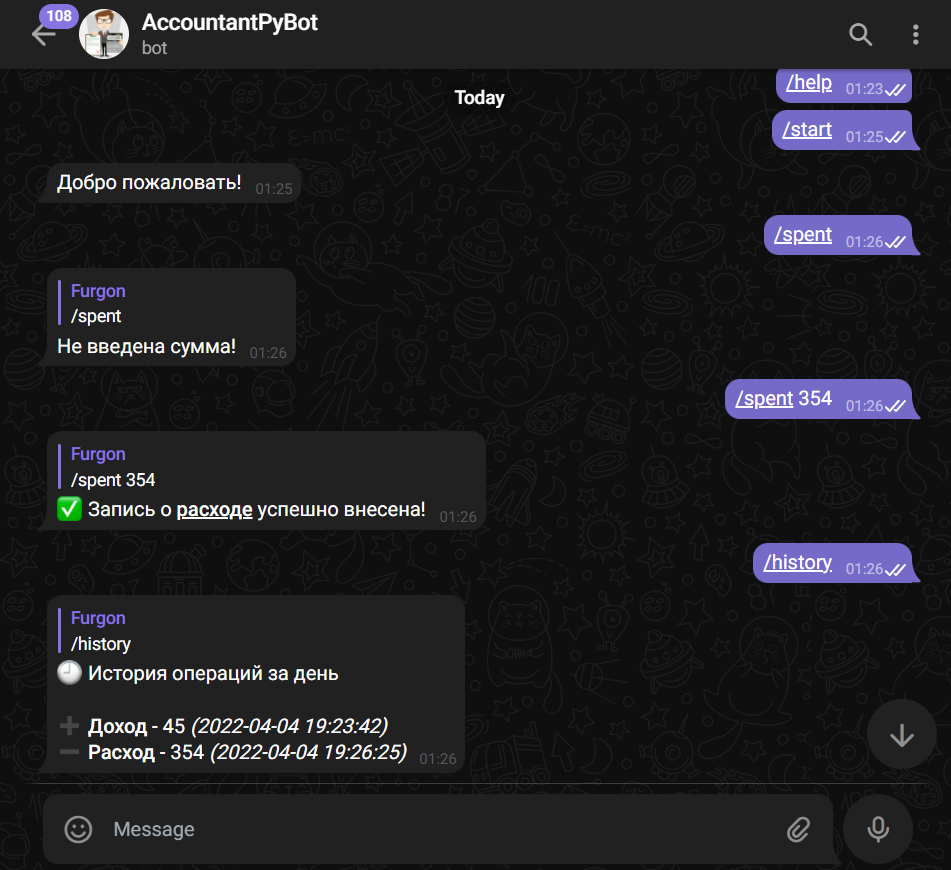 108
AccountantPyBot
bot
Today
/help 01:23
/start 01:25
Добро пожаловать! 01:25
/spent 01:26
Furgon
/spent
Не введена сумма! 01:26
/spent 354 01:26
Furgon
/spent 354
✅ Запись о расходе успешно внесена! 01:26
/history 01:26
Furgon
/history
🕘 История операций за день
➕ Доход - 45 (2022-04-04 19:23:42)
➖ Расход - 354 (2022-04-04 19:26:25) 01:26
Message